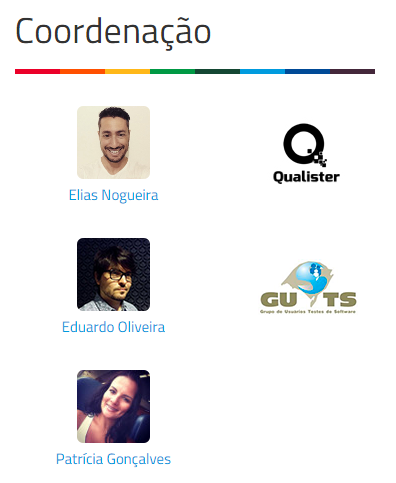 Coordenação
Elias Nogueira
Qualister
Eduardo Oliveira
GUTS
Grupo de Usuários Testes de Software
Patrícia Gonçalves